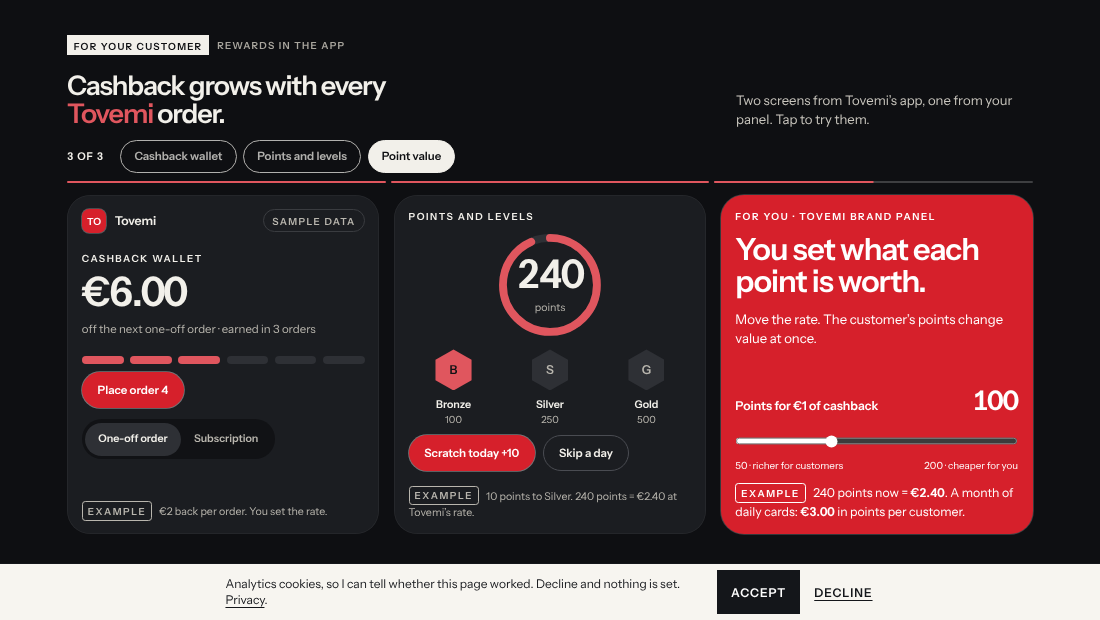 FOR YOUR CUSTOMER REWARDS IN THE APP
Cashback grows with every
Tovemi order.
Two screens from Tovemi's app, one from your
panel. Tap to try them.
3 OF 3 Cashback wallet Points and levels Point value
TO Tovemi SAMPLE DATA
CASHBACK WALLET
€6.00
off the next one-off order · earned in 3 orders
Place order 4
One-off order Subscription
EXAMPLE €2 back per order. You set the rate.
POINTS AND LEVELS
240
points
B S G
Bronze Silver Gold
100 250 500
Scratch today +10 Skip a day
EXAMPLE 10 points to Silver. 240 points = €2.40 at
Tovemi's rate.
FOR YOU · TOVEMI BRAND PANEL
You set what each
point is worth.
Move the rate. The customer's points change
value at once.
Points for €1 of cashback 100
50 · richer for customers 200 · cheaper for you
EXAMPLE 240 points now = €2.40. A month of
daily cards: €3.00 in points per customer.
Analytics cookies, so I can tell whether this page worked. Decline and nothing is set.
Privacy.
ACCEPT DECLINE